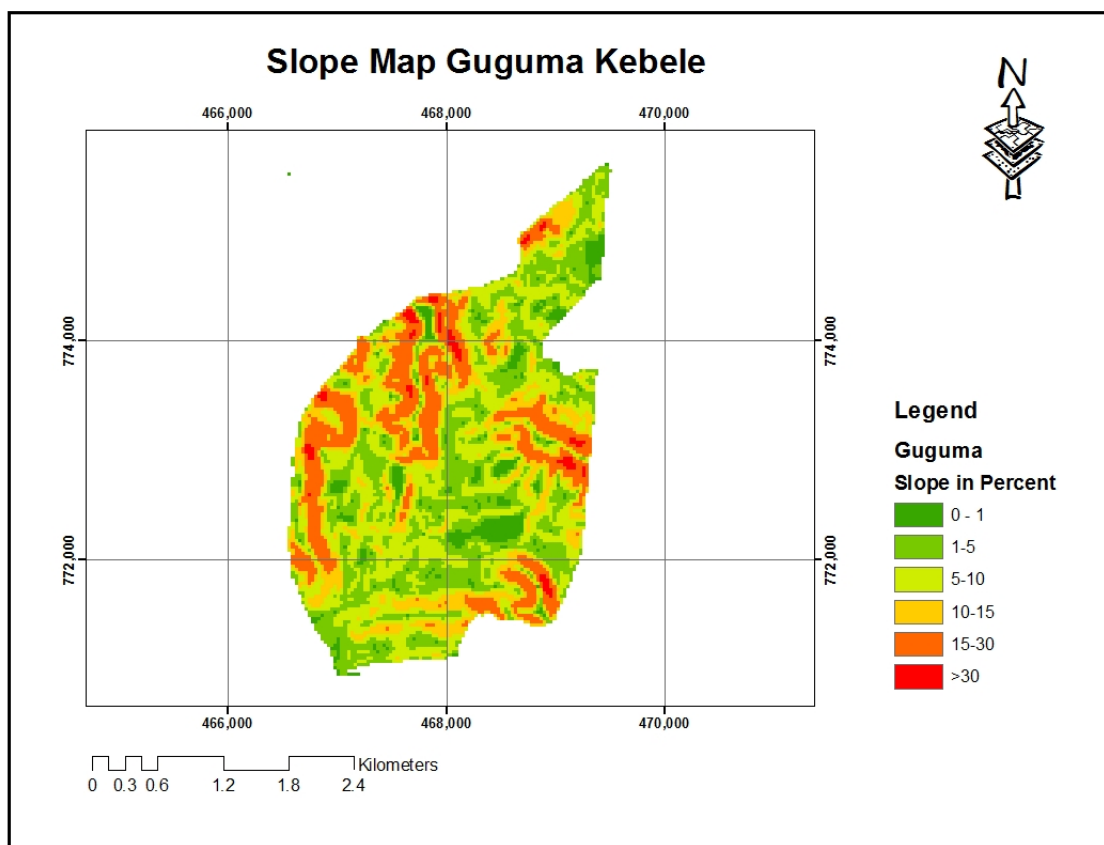 Slope Map Guguma Kebele
N
466,000 468,000 470,000
774,000 774,000
772,000 772,000
466,000 468,000 470,000
Legend
Guguma
Slope in Percent
0 - 1
1-5
5-10
10-15
15-30
>30
Kilometers
0 0.3 0.6 1.2 1.8 2.4